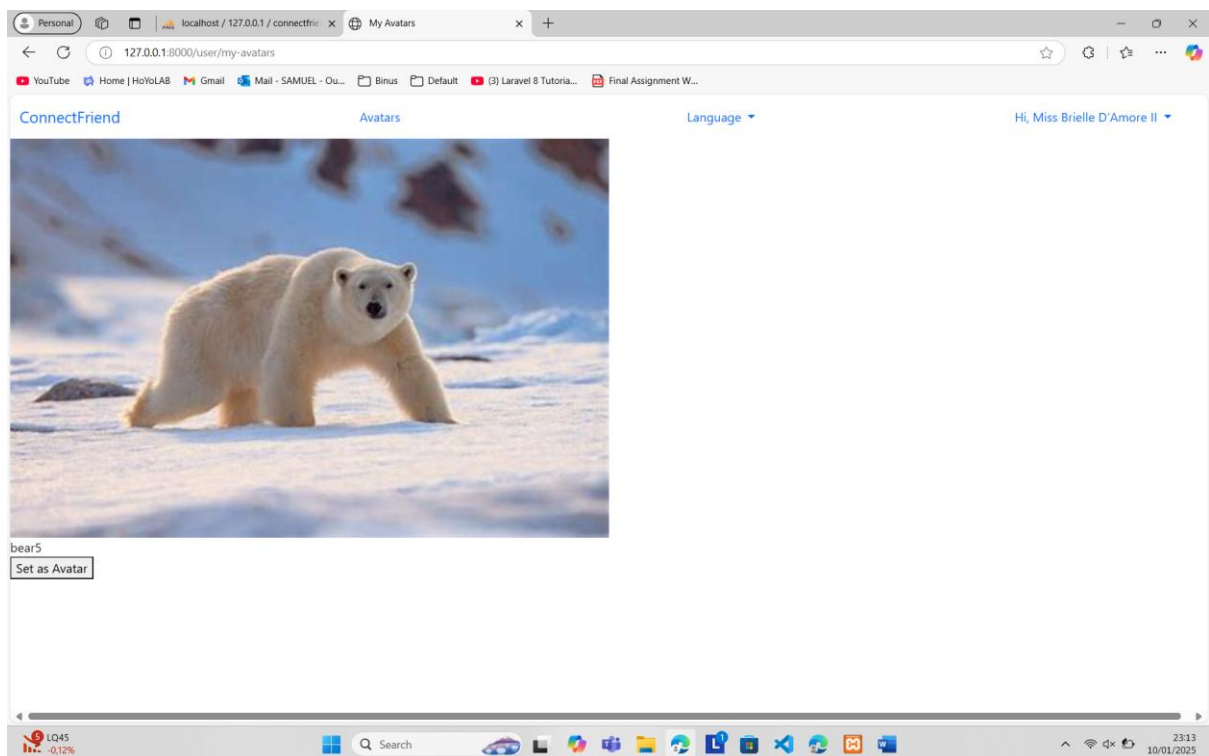 Personal
localhost / 127.0.0.1 / connectfrie
My Avatars
127.0.0.1:8000/user/my-avatars
YouTube
Home | HoYoLAB
Gmail
Mail - SAMUEL - Ou...
Binus
Default
(3) Laravel 8 Tutoria...
Final Assignment W...
ConnectFriend
Avatars
Language
Hi, Miss Brielle D'Amore II
bear5
Set as Avatar
5
LQ45
-0,12%
Search
23:13
10/01/2025